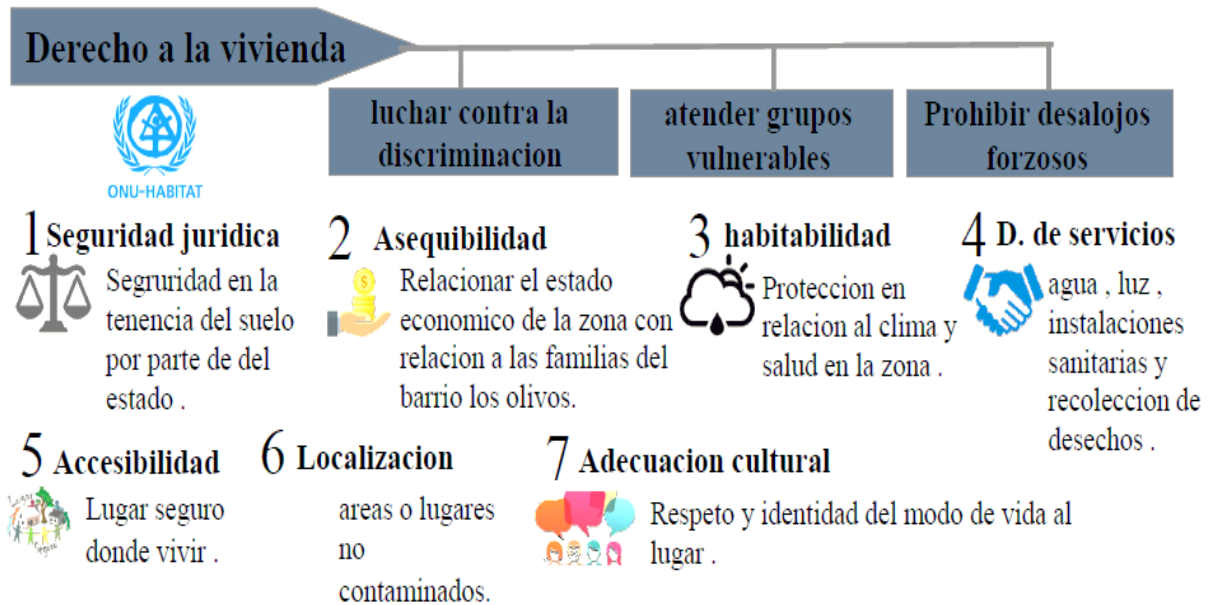 Derecho a la vivienda
luchar contra la
discriminacion
atender grupos
vulnerables
Prohibir desalojos
forzosos
ONU-HABITAT
1 Seguridad juridica
Segruridad en la
tenencia del suelo
por parte de del
estado .
2 Asequibilidad
Relacionar el estado
economico de la zona con
relacion a las familias del
barrio los olivos.
3 habitabilidad
Proteccion en
relacion al clima y
salud en la zona .
4 D. de servicios
agua , luz ,
instalaciones
sanitarias y
recoleccion de
desechos .
5 Accesibilidad
Lugar
Seguro
Lugar seguro
donde vivir .
6 Localizacion
areas o lugares
no
contaminados.
7 Adecuacion cultural
Respeto y identidad del modo de vida al
lugar .